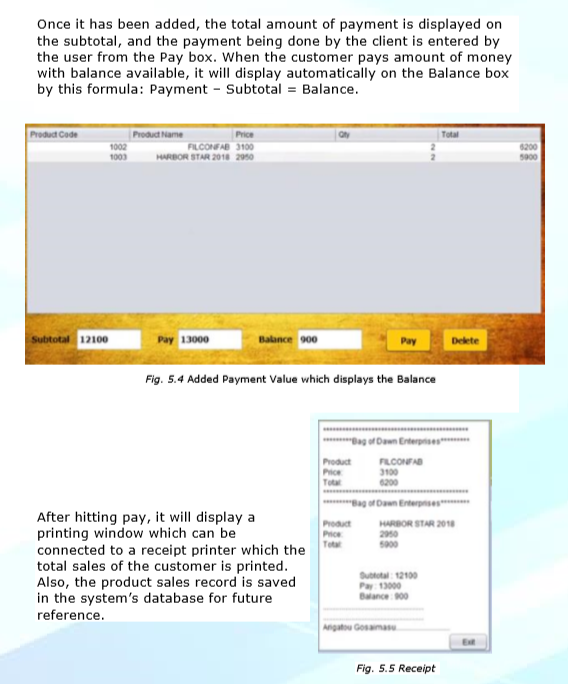 Once it has been added, the total amount of payment is displayed on
the subtotal, and the payment being done by the client is entered by
the user from the Pay box. When the customer pays amount of money
with balance available, it will display automatically on the Balance box
by this formula: Payment – Subtotal = Balance.
Product Code Product Name Price Qty Total
1002 FILCONFAB 3100 2 6200
1003 HARBOR STAR 2018 2950 2 5900
Subtotal 12100 Pay 13000 Balance 900 Pay Delete
Fig. 5.4 Added Payment Value which displays the Balance
*********Bag of Dawn Enterprises*********
Product FILCONFAB
Price: 3100
Total: 6200
*********Bag of Dawn Enterprises*********
Product HARBOR STAR 2018
Price: 2950
Total: 5900
Subtotal : 12100
Pay : 13000
Balance : 900
Arigatou Gosaimasu
Exit
Fig. 5.5 Receipt
After hitting pay, it will display a
printing window which can be
connected to a receipt printer which the
total sales of the customer is printed.
Also, the product sales record is saved
in the system's database for future
reference.